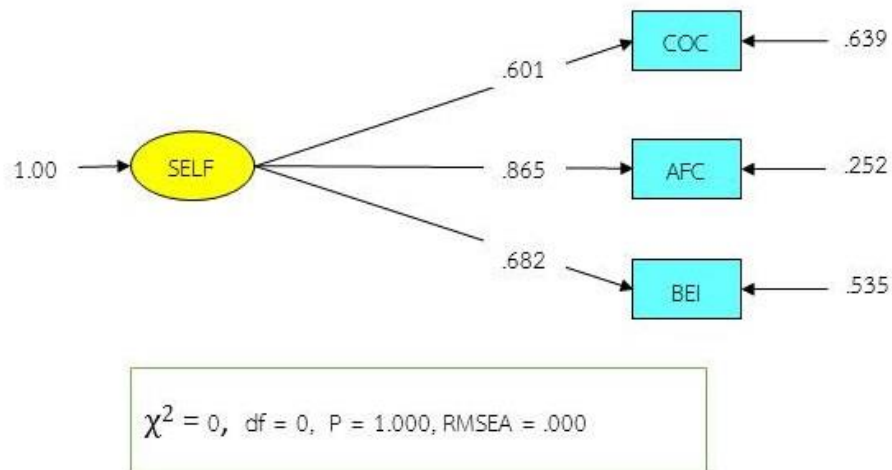 COC
.639
.601
1.00
SELF
.865
AFC
.252
.682
BEI
.535
χ² = 0, df = 0, P = 1.000, RMSEA = .000